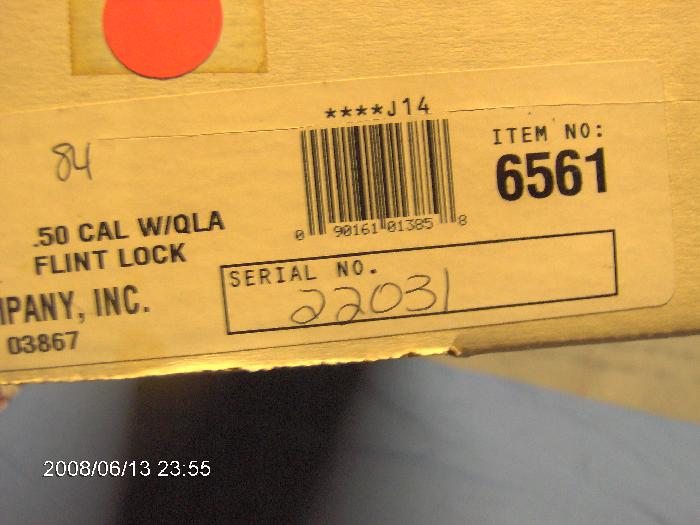 ****J14
84
ITEM NO:
6561
0 90161 01385 8
.50 CAL W/QLA
FLINT LOCK
SERIAL NO.
22031
MPANY, INC.
03867
2008/06/13 23:55